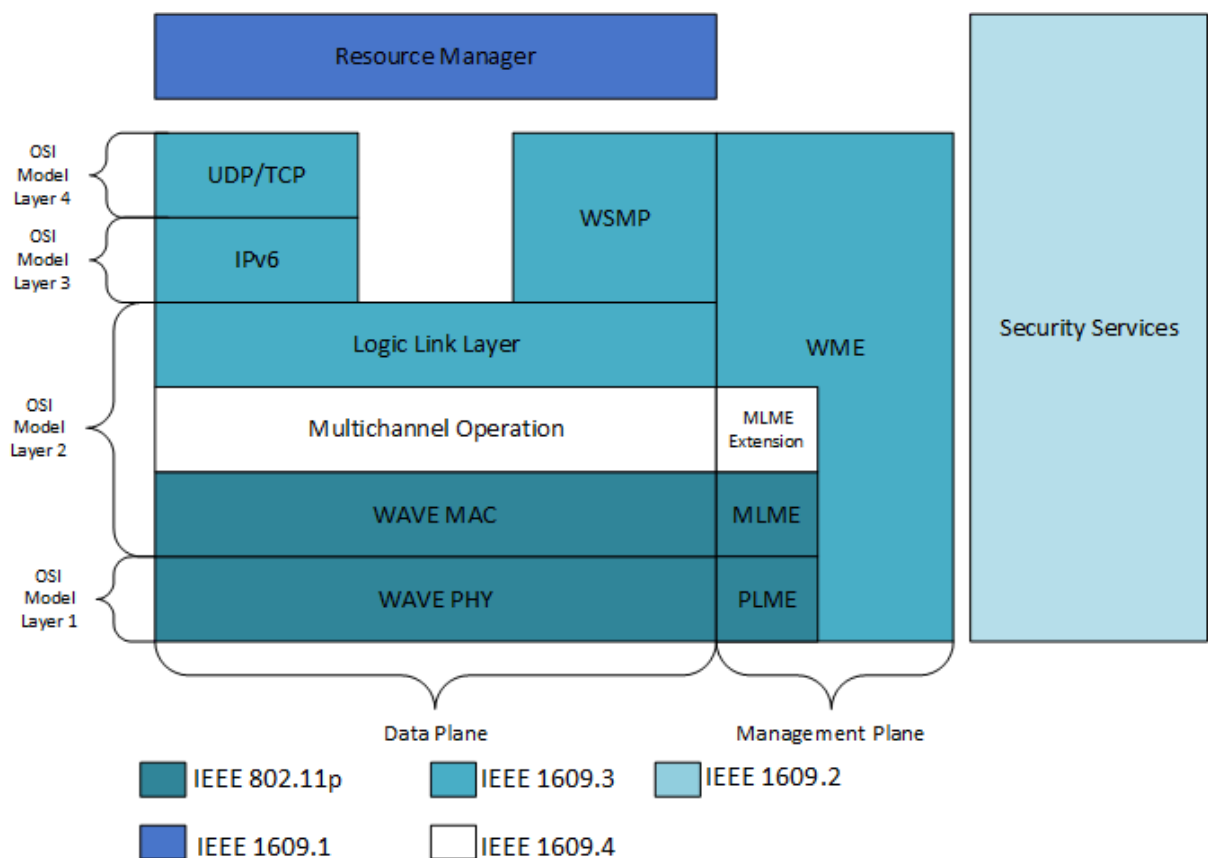 Resource Manager
OSI
Model
Layer 4
UDP/TCP
WSMP
OSI
Model
Layer 3
IPv6
Security Services
Logic Link Layer
WME
OSI
Model
Layer 2
Multichannel Operation
MLME
Extension
WAVE MAC
MLME
OSI
Model
Layer 1
WAVE PHY
PLME
Data Plane
Management Plane
IEEE 802.11p
IEEE 1609.3
IEEE 1609.2
IEEE 1609.1
IEEE 1609.4